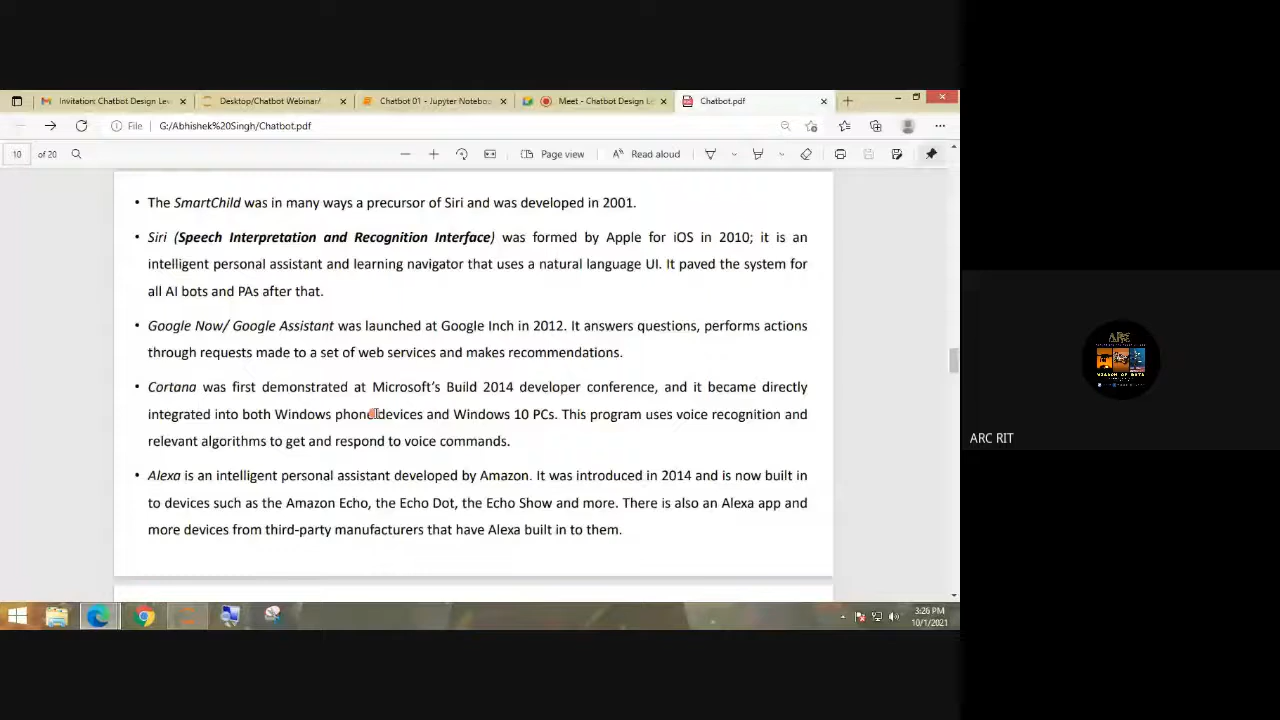 Invitation: Chatbot Design Lev
Desktop/Chatbot Webinar/
Chatbot 01 - Jupyter Noteboo
Meet - Chatbot Design Le
Chatbot.pdf
File G:/Abhishek%20Singh/Chatbot.pdf
10 of 20 Page view Read aloud
• The SmartChild was in many ways a precursor of Siri and was developed in 2001.
• Siri (Speech Interpretation and Recognition Interface) was formed by Apple for iOS in 2010; it is an
intelligent personal assistant and learning navigator that uses a natural language UI. It paved the system for
all AI bots and PAs after that.
• Google Now/ Google Assistant was launched at Google Inch in 2012. It answers questions, performs actions
through requests made to a set of web services and makes recommendations.
• Cortana was first demonstrated at Microsft's Build 2014 developer conference, and it became directly
integrated into both Windows phone devices and Windows 10 PCs. This program uses voice recognition and
relevant algorithms to get and respond to voice commands.
• Alexa is an intelligent personal assistant developed by Amazon. It was introduced in 2014 and is now built in
to devices such as the Amazon Echo, the Echo Dot, the Echo Show and more. There is also an Alexa app and
more devices from third-party manufacturers that have Alexa built in to them.
3:26 PM
10/1/2021
ARC
WISDOM OF DATA
ARC RIT